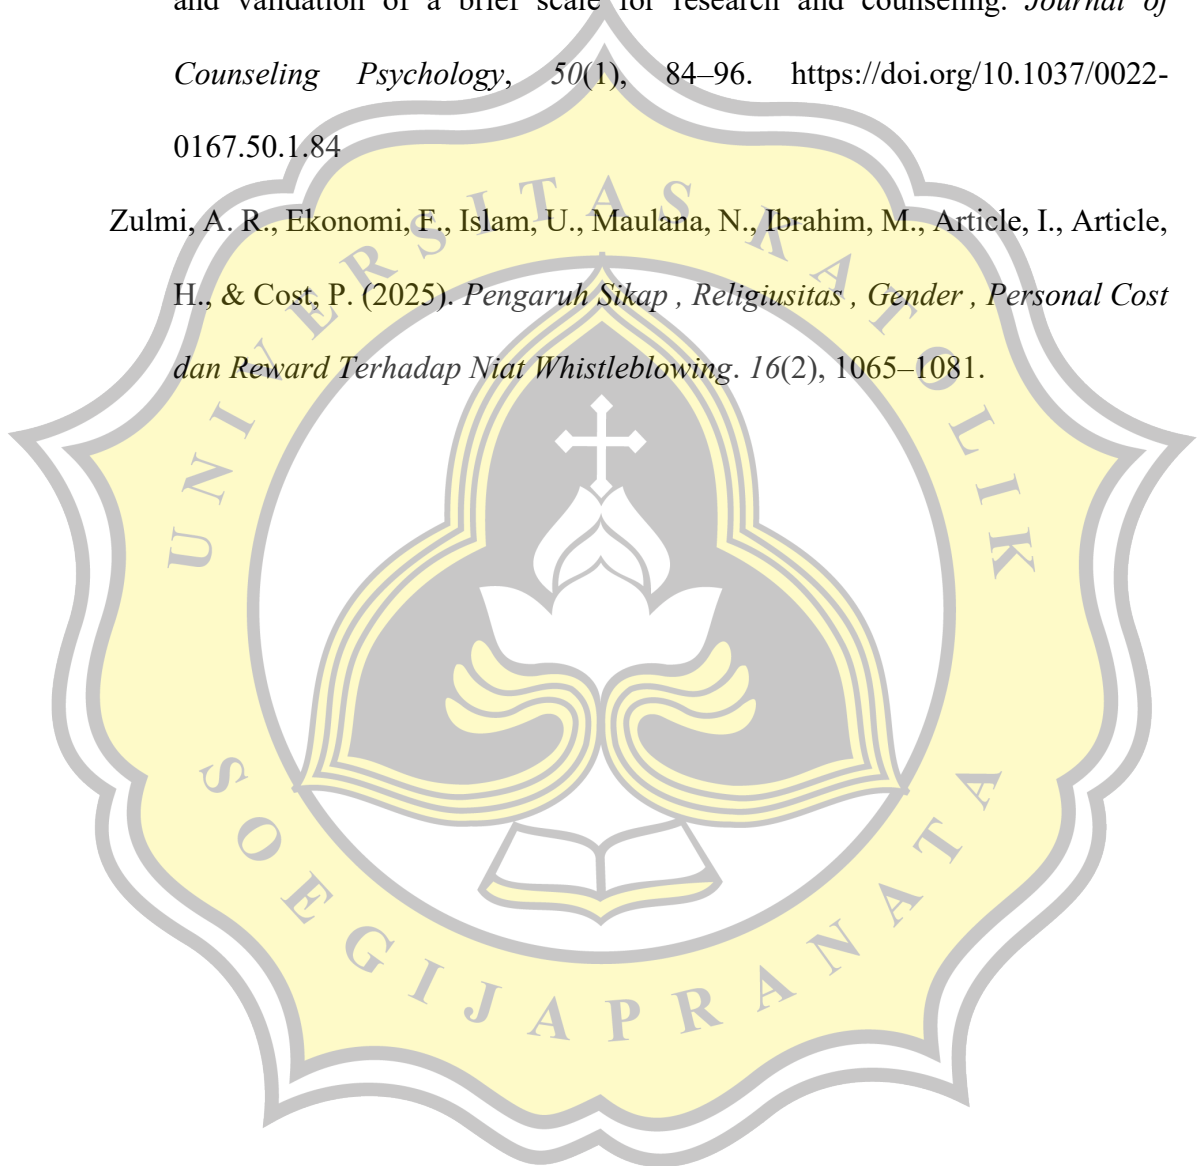 and validation of a brief scale for research and counseling. Journal of
Counseling Psychology, 50(1), 84–96. https://doi.org/10.1037/0022-
0167.50.1.84
Zulmi, A. R., Ekonomi, F., Islam, U., Maulana, N., Ibrahim, M., Article, I., Article,
H., & Cost, P. (2025). Pengaruh Sikap , Religiusitas , Gender , Personal Cost
dan Reward Terhadap Niat Whistleblowing. 16(2), 1065–1081.
UNIVERSITAS KATOLIK
SOEGIJAPRANATA